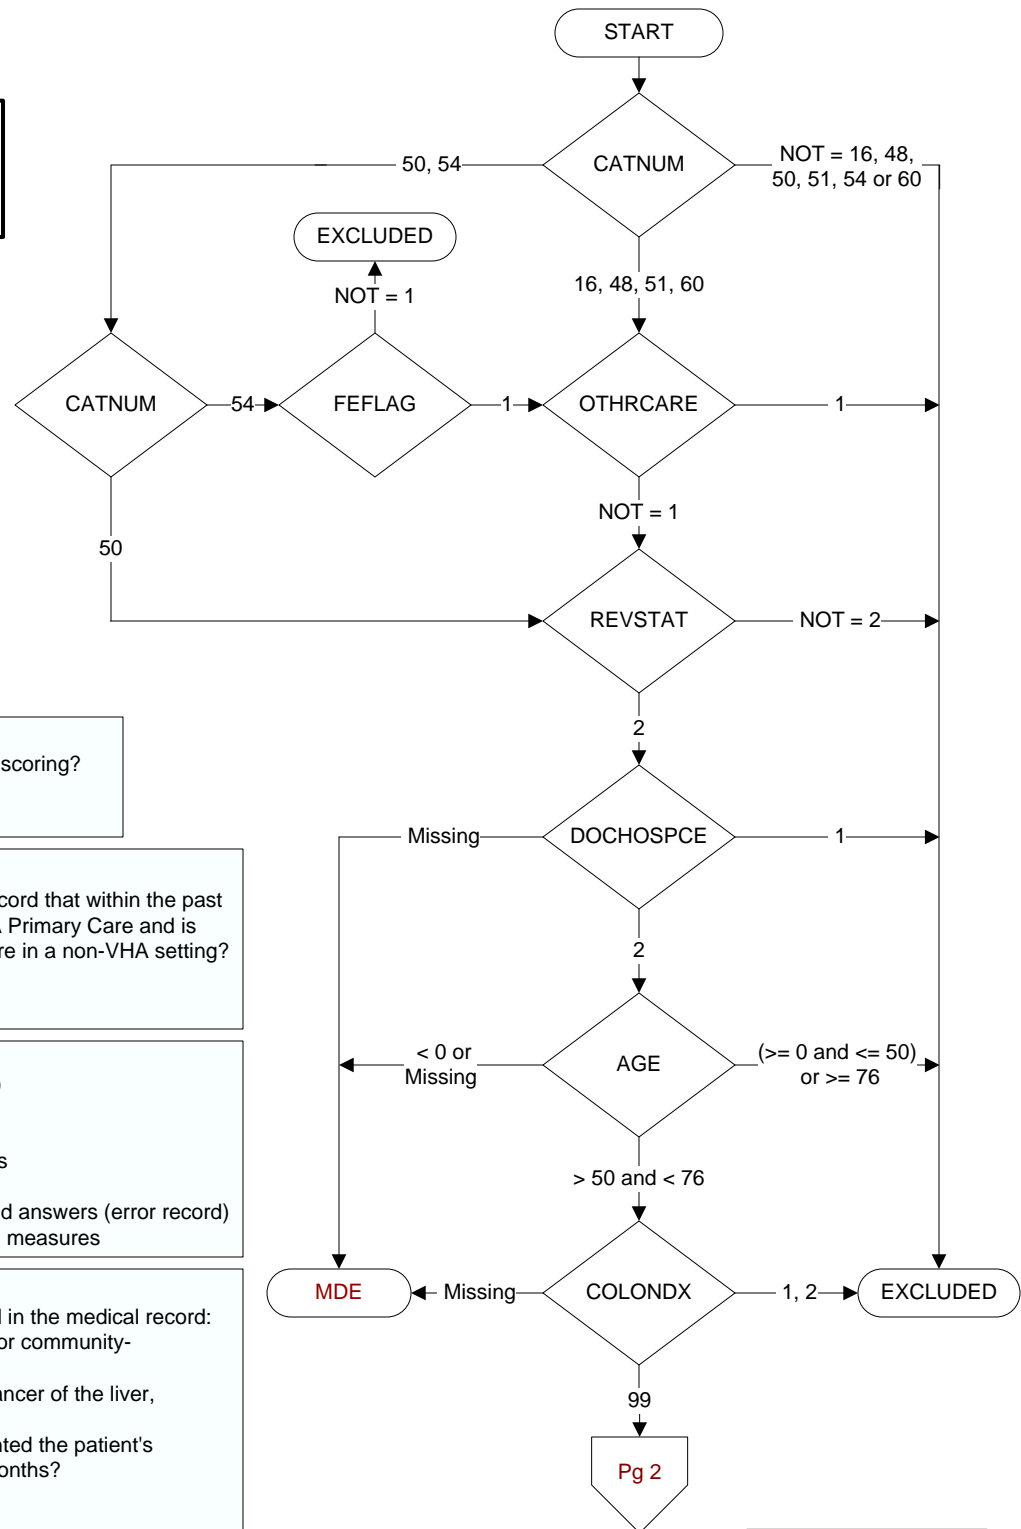 START
CATNUM
50, 54
NOT = 16, 48,
50, 51, 54 or 60
EXCLUDED
NOT = 1
16, 48, 51, 60
CATNUM
54
FEFLAG
1
OTHRCARE
1
NOT = 1
50
REVSTAT
NOT = 2
2
scoring?
DOCHOSPCE
Missing
1
cord that within the past
A Primary Care and is
re in a non-VHA setting?
2
AGE
< 0 or
Missing
(>= 0 and <= 50)
or >= 76
)
s
d answers (error record)
measures
> 50 and < 76
MDE
Missing
COLONDX
1, 2
EXCLUDED
d in the medical record:
or community-
ancer of the liver,
nted the patient's
onths?
99
Pg 2